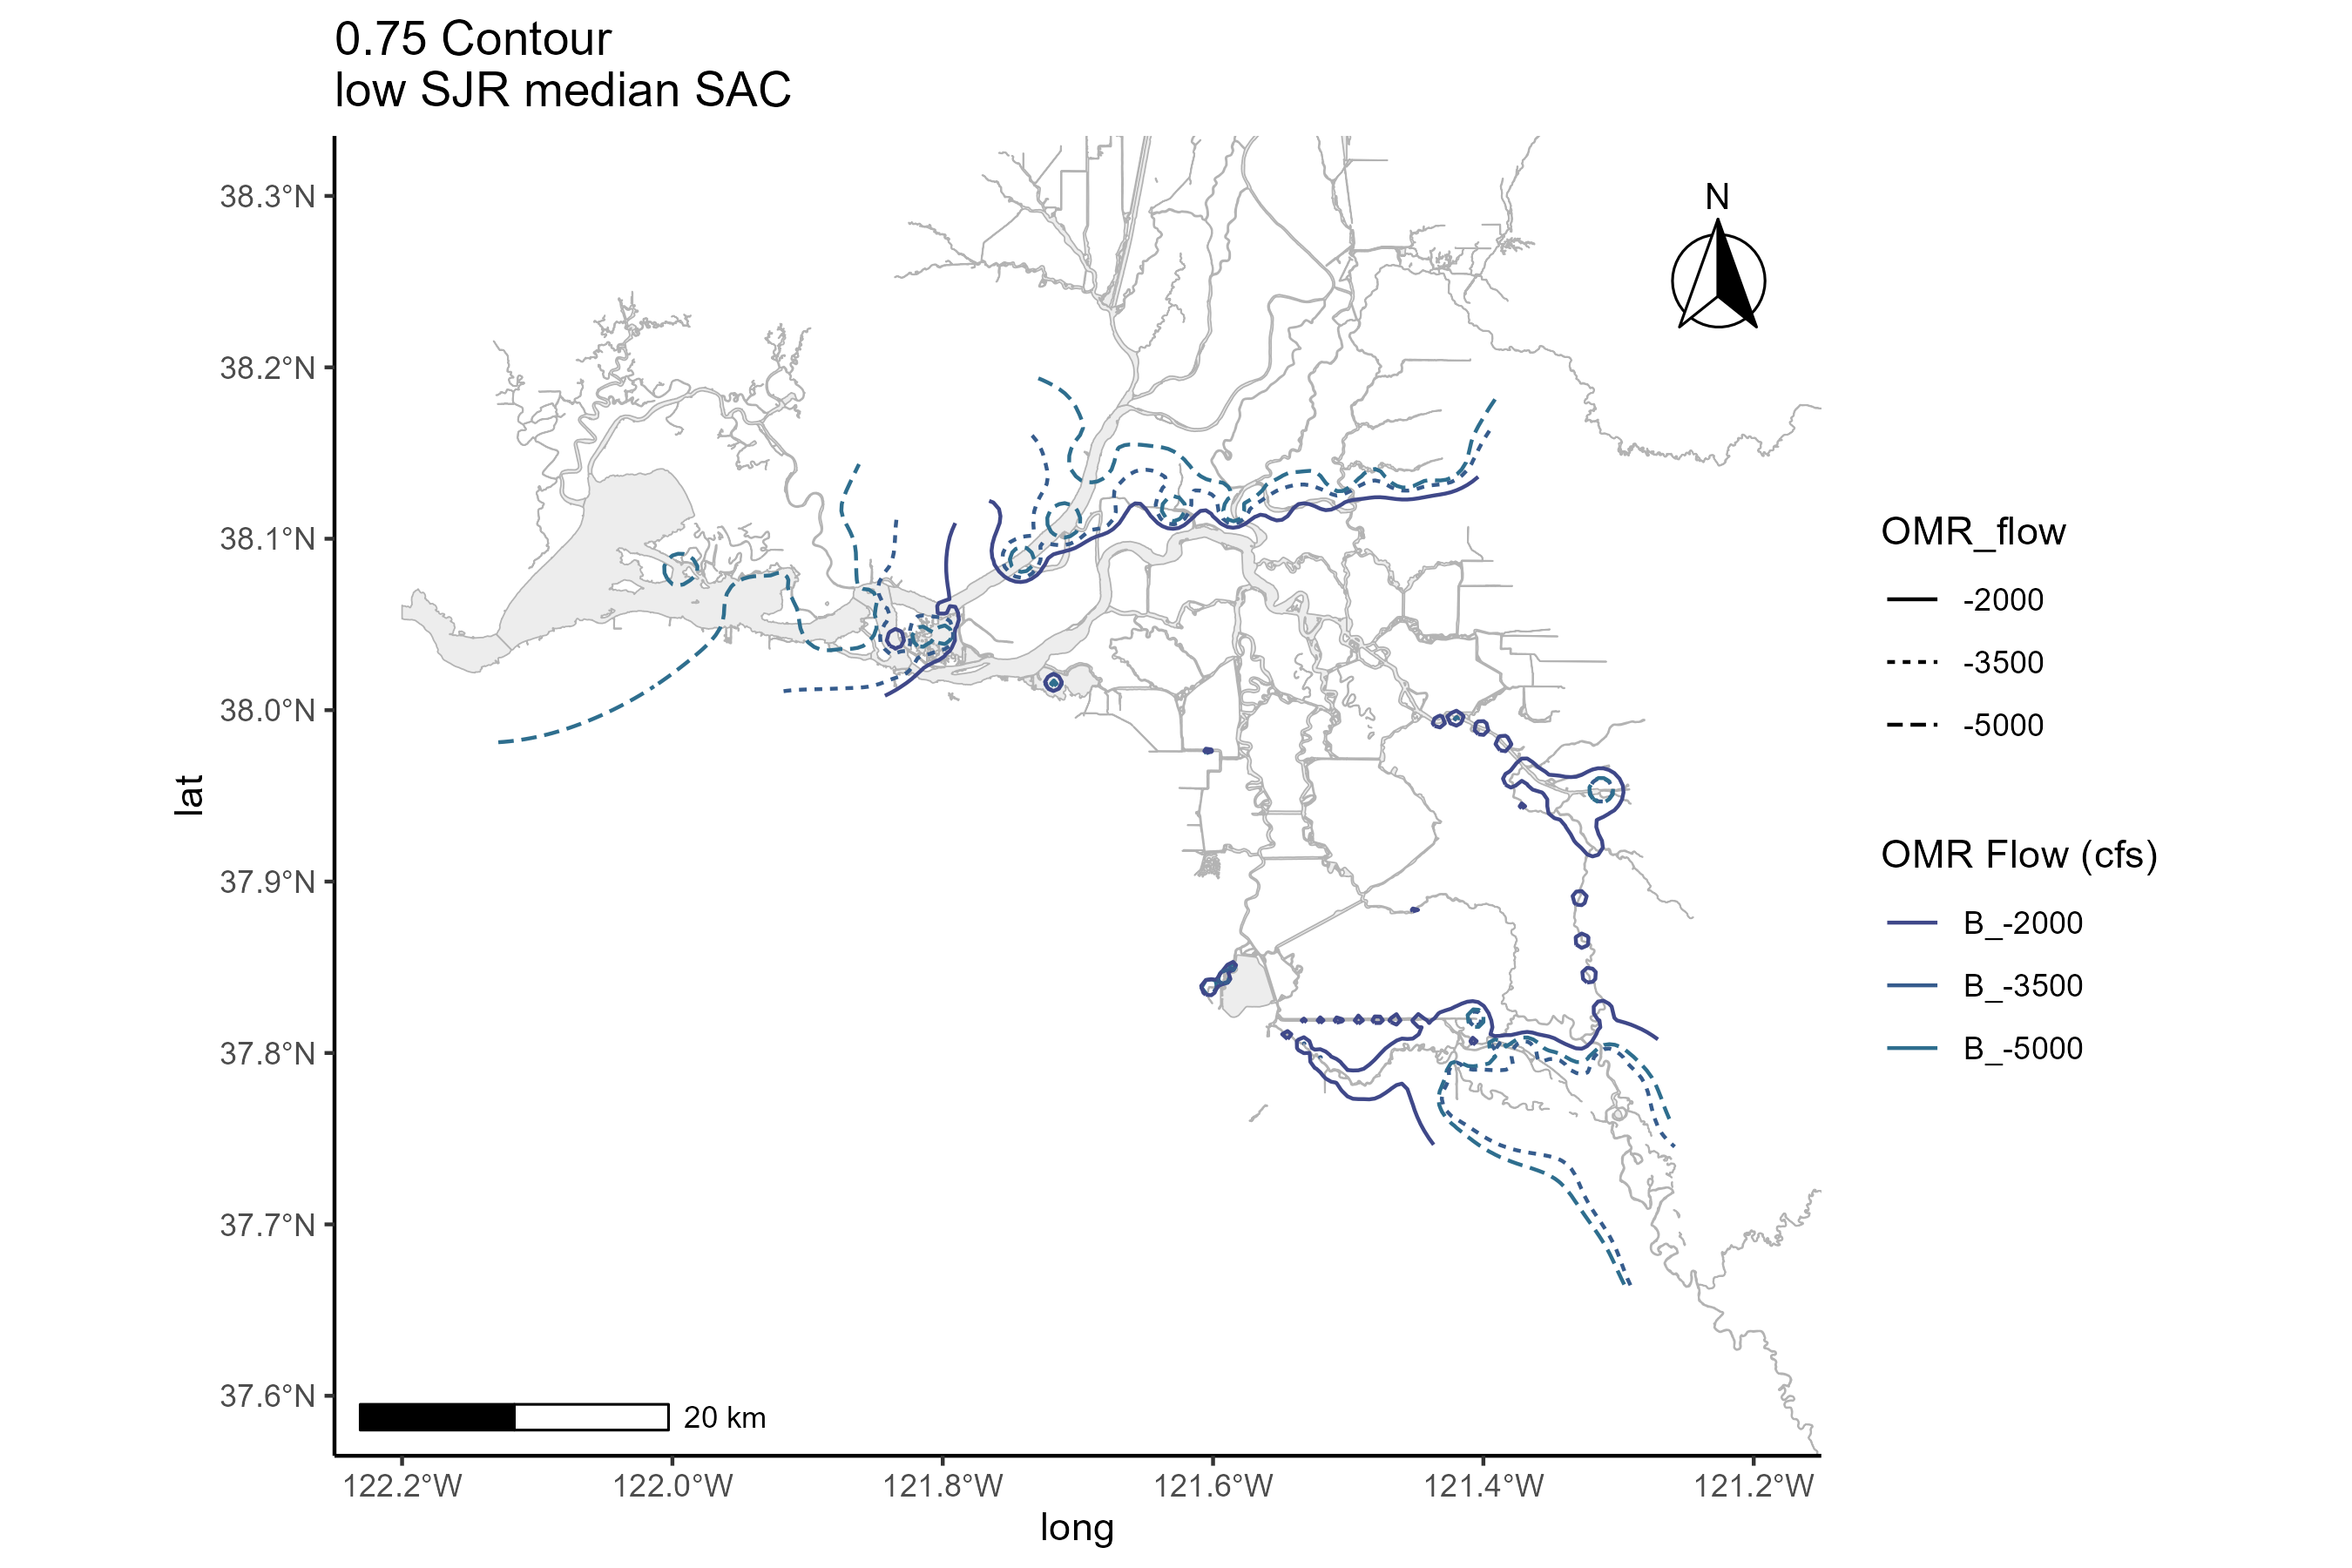 0.75 Contour
low SJR median SAC
N
38.3°N
38.2°N
38.1°N
38.0°N
37.9°N
37.8°N
37.7°N
37.6°N
lat
20 km
122.2°W
122.0°W
121.8°W
121.6°W
121.4°W
121.2°W
long
OMR_flow
-2000
-3500
-5000
OMR Flow (cfs)
B_-2000
B_-3500
B_-5000